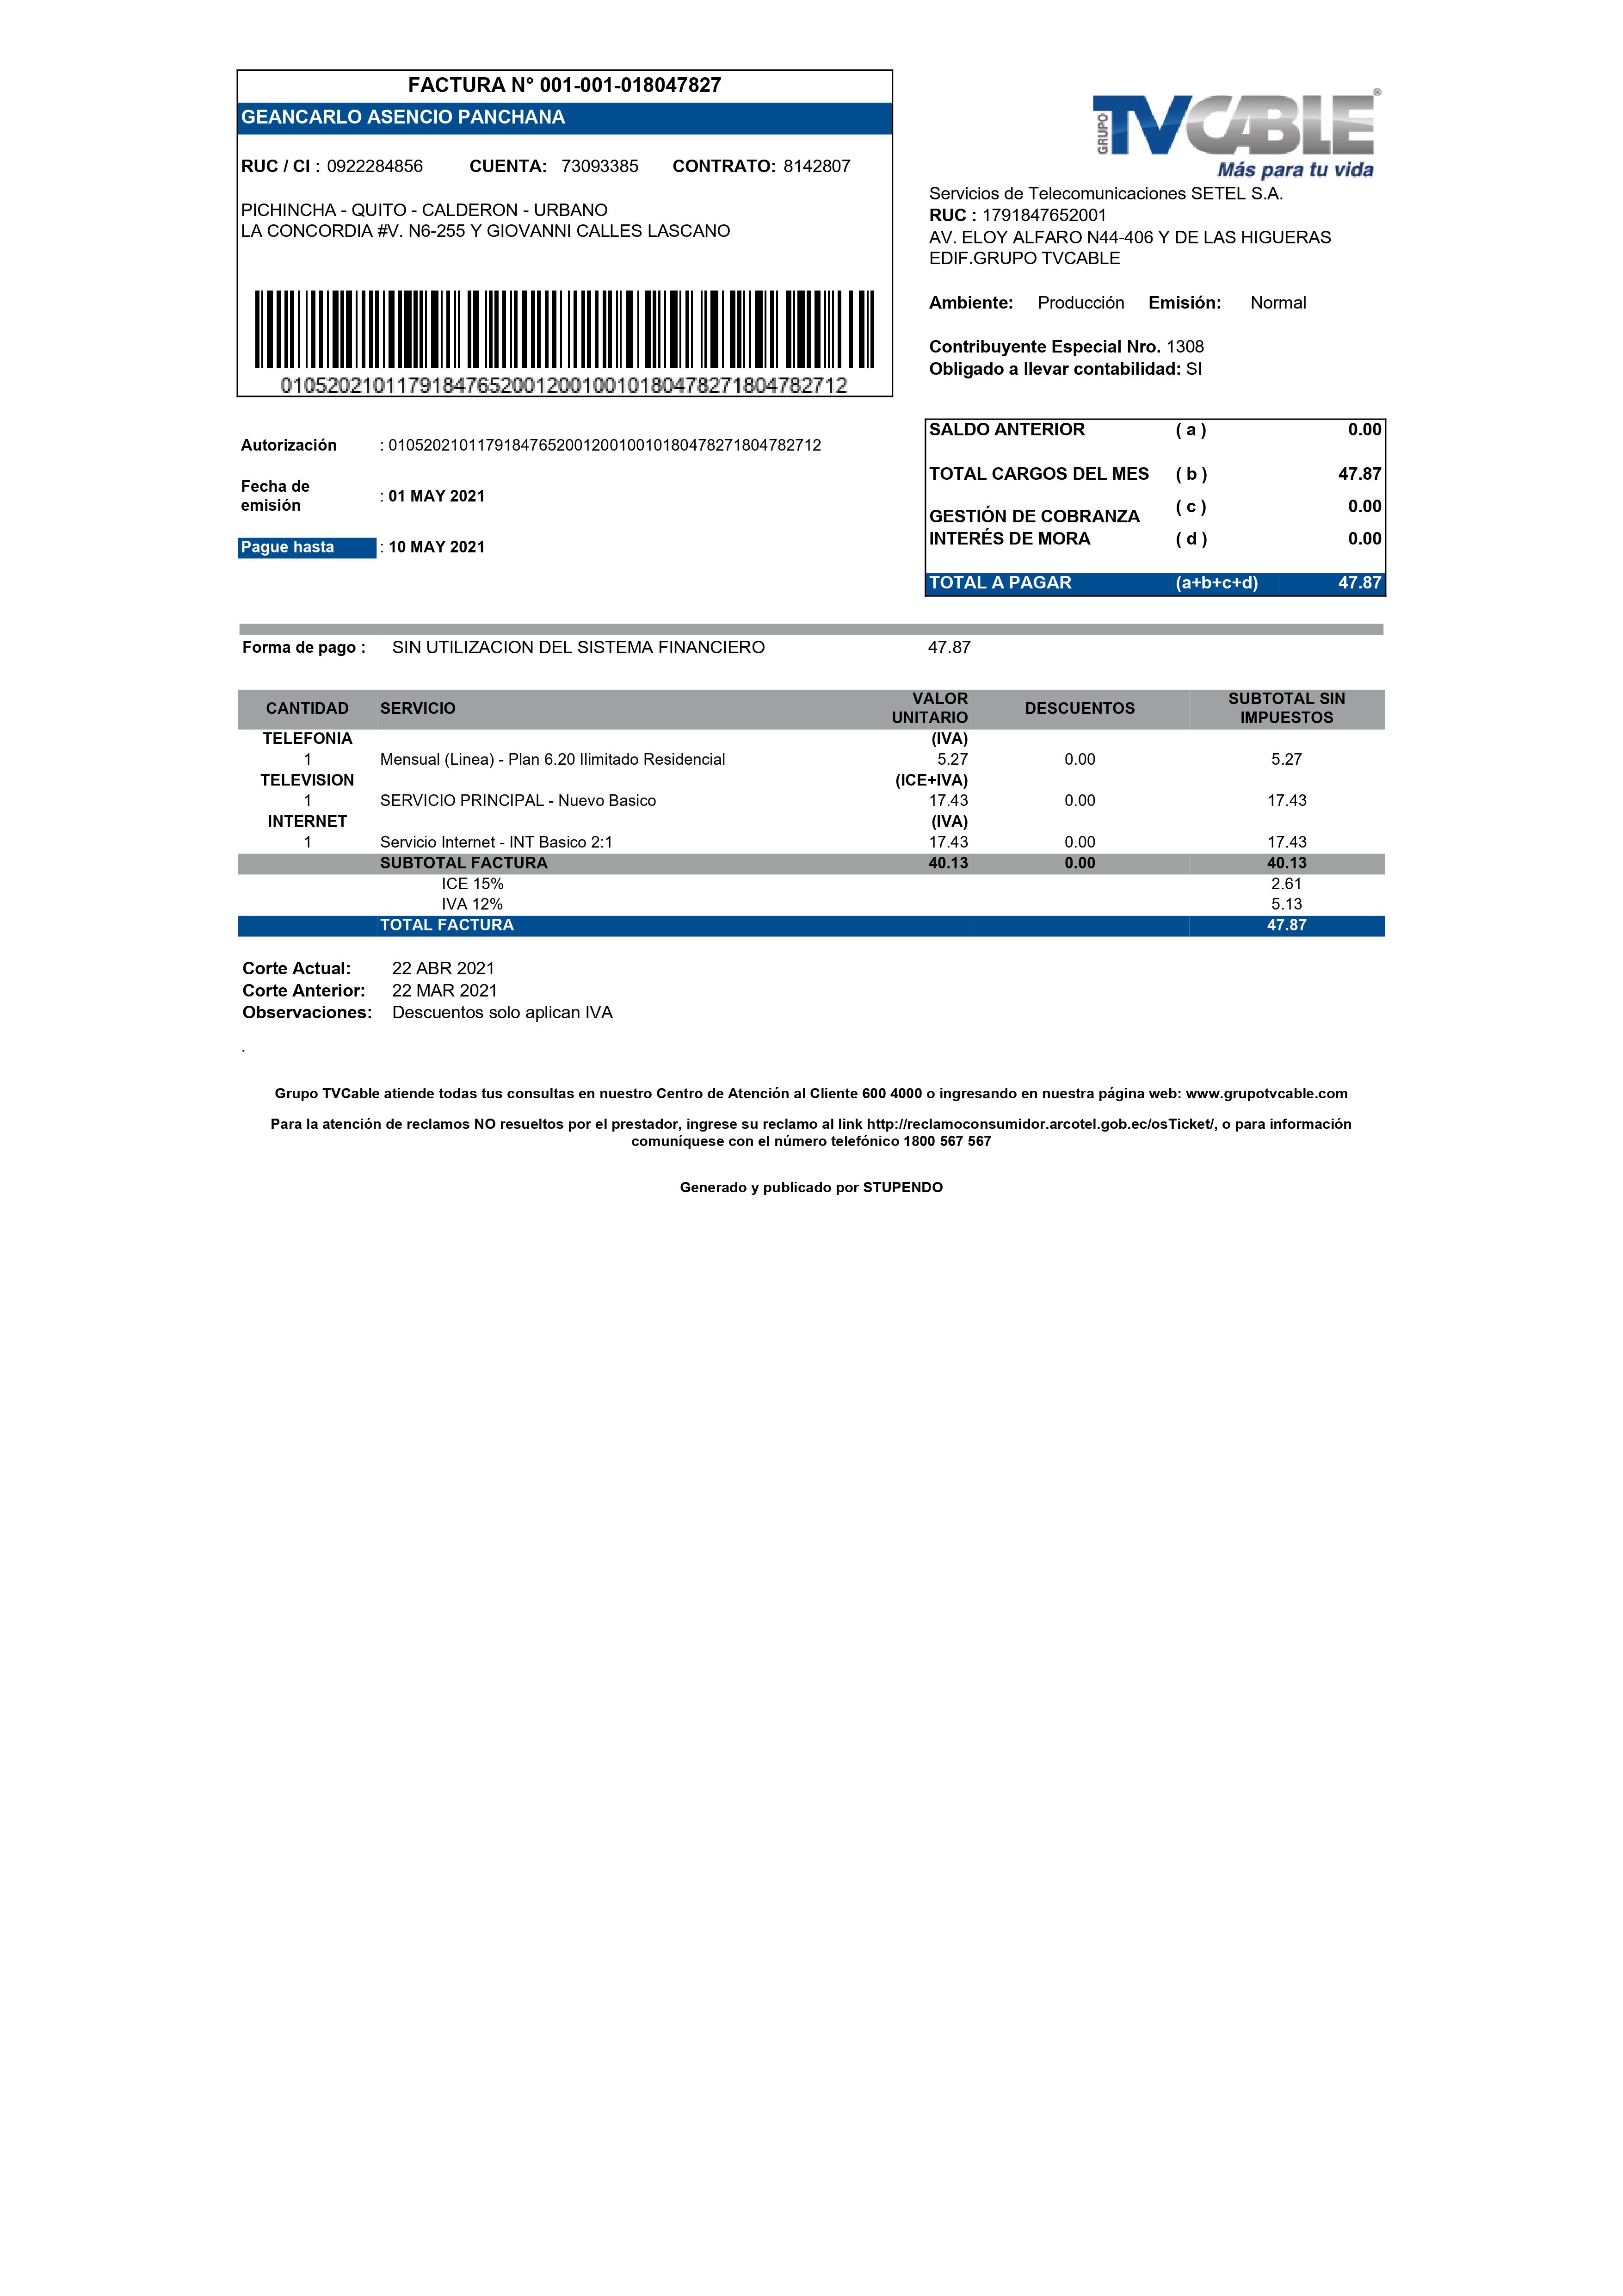 FACTURA N° 001-001-018047827
GEANCARLO ASENCIO PANCHANA
RUC / CI : 0922284856 CUENTA: 73093385 CONTRATO: 8142807
PICHINCHA - QUITO - CALDERON - URBANO
LA CONCORDIA #V. N6-255 Y GIOVANNI CALLES LASCANO
0105202101179184765200120010010180478271804782712
GRUPO TVCABLE®
Más para tu vida
Servicios de Telecomunicaciones SETEL S.A.
RUC : 1791847652001
AV. ELOY ALFARO N44-406 Y DE LAS HIGUERAS
EDIF.GRUPO TVCABLE
Ambiente: Producción Emisión: Normal
Contribuyente Especial Nro. 1308
Obligado a llevar contabilidad: SI
Autorización : 0105202101179184765200120010010180478271804782712
Fecha de
emisión : 01 MAY 2021
Pague hasta : 10 MAY 2021
SALDO ANTERIOR ( a ) 0.00
TOTAL CARGOS DEL MES ( b ) 47.87
GESTIÓN DE COBRANZA ( c ) 0.00
INTERÉS DE MORA ( d ) 0.00
TOTAL A PAGAR (a+b+c+d) 47.87
Forma de pago : SIN UTILIZACION DEL SISTEMA FINANCIERO 47.87
CANTIDAD SERVICIO VALOR UNITARIO DESCUENTOS SUBTOTAL SIN IMPUESTOS
TELEFONIA (IVA)
1 Mensual (Linea) - Plan 6.20 Ilimitado Residencial 5.27 0.00 5.27
TELEVISION (ICE+IVA)
1 SERVICIO PRINCIPAL - Nuevo Basico 17.43 0.00 17.43
INTERNET (IVA)
1 Servicio Internet - INT Basico 2:1 17.43 0.00 17.43
SUBTOTAL FACTURA 40.13 0.00 40.13
ICE 15% 2.61
IVA 12% 5.13
TOTAL FACTURA 47.87
Corte Actual: 22 ABR 2021
Corte Anterior: 22 MAR 2021
Observaciones: Descuentos solo aplican IVA
.
Grupo TVCable atiende todas tus consultas en nuestro Centro de Atención al Cliente 600 4000 o ingresando en nuestra página web: www.grupotvcable.com
Para la atención de reclamos NO resueltos por el prestador, ingrese su reclamo al link http://reclamoconsumidor.arcotel.gob.ec/osTicket/, o para información
comuníquese con el número telefónico 1800 567 567
Generado y publicado por STUPENDO